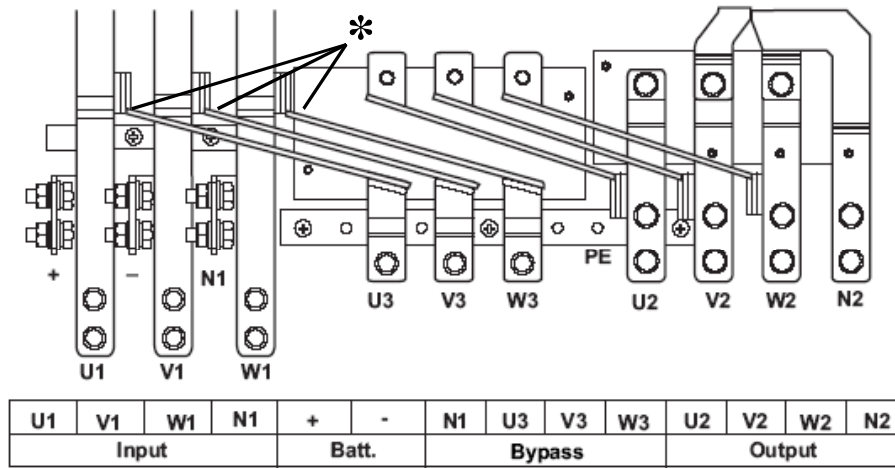 *
+ − N1
PE
U3 V3 W3 U2 V2 W2 N2
U1 V1 W1
U1 V1 W1 N1 + - N1 U3 V3 W3 U2 V2 W2 N2
Input Batt. Bypass Output